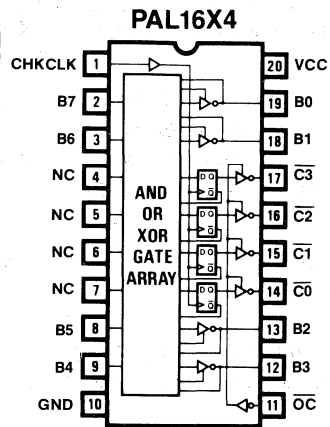 PAL16X4
CHKCLK 1 20 VCC
B7 2 19 B0
B6 3 18 B1
NC 4 D Q Q̅ 17 C̅3̅
NC 5 AND D Q Q̅ 16 C̅2̅
OR
NC 6 XOR D Q Q̅ 15 C̅1̅
GATE
NC 7 ARRAY D Q Q̅ 14 C̅0̅
B5 8 13 B2
B4 9 12 B3
GND 10 11 O̅C̅